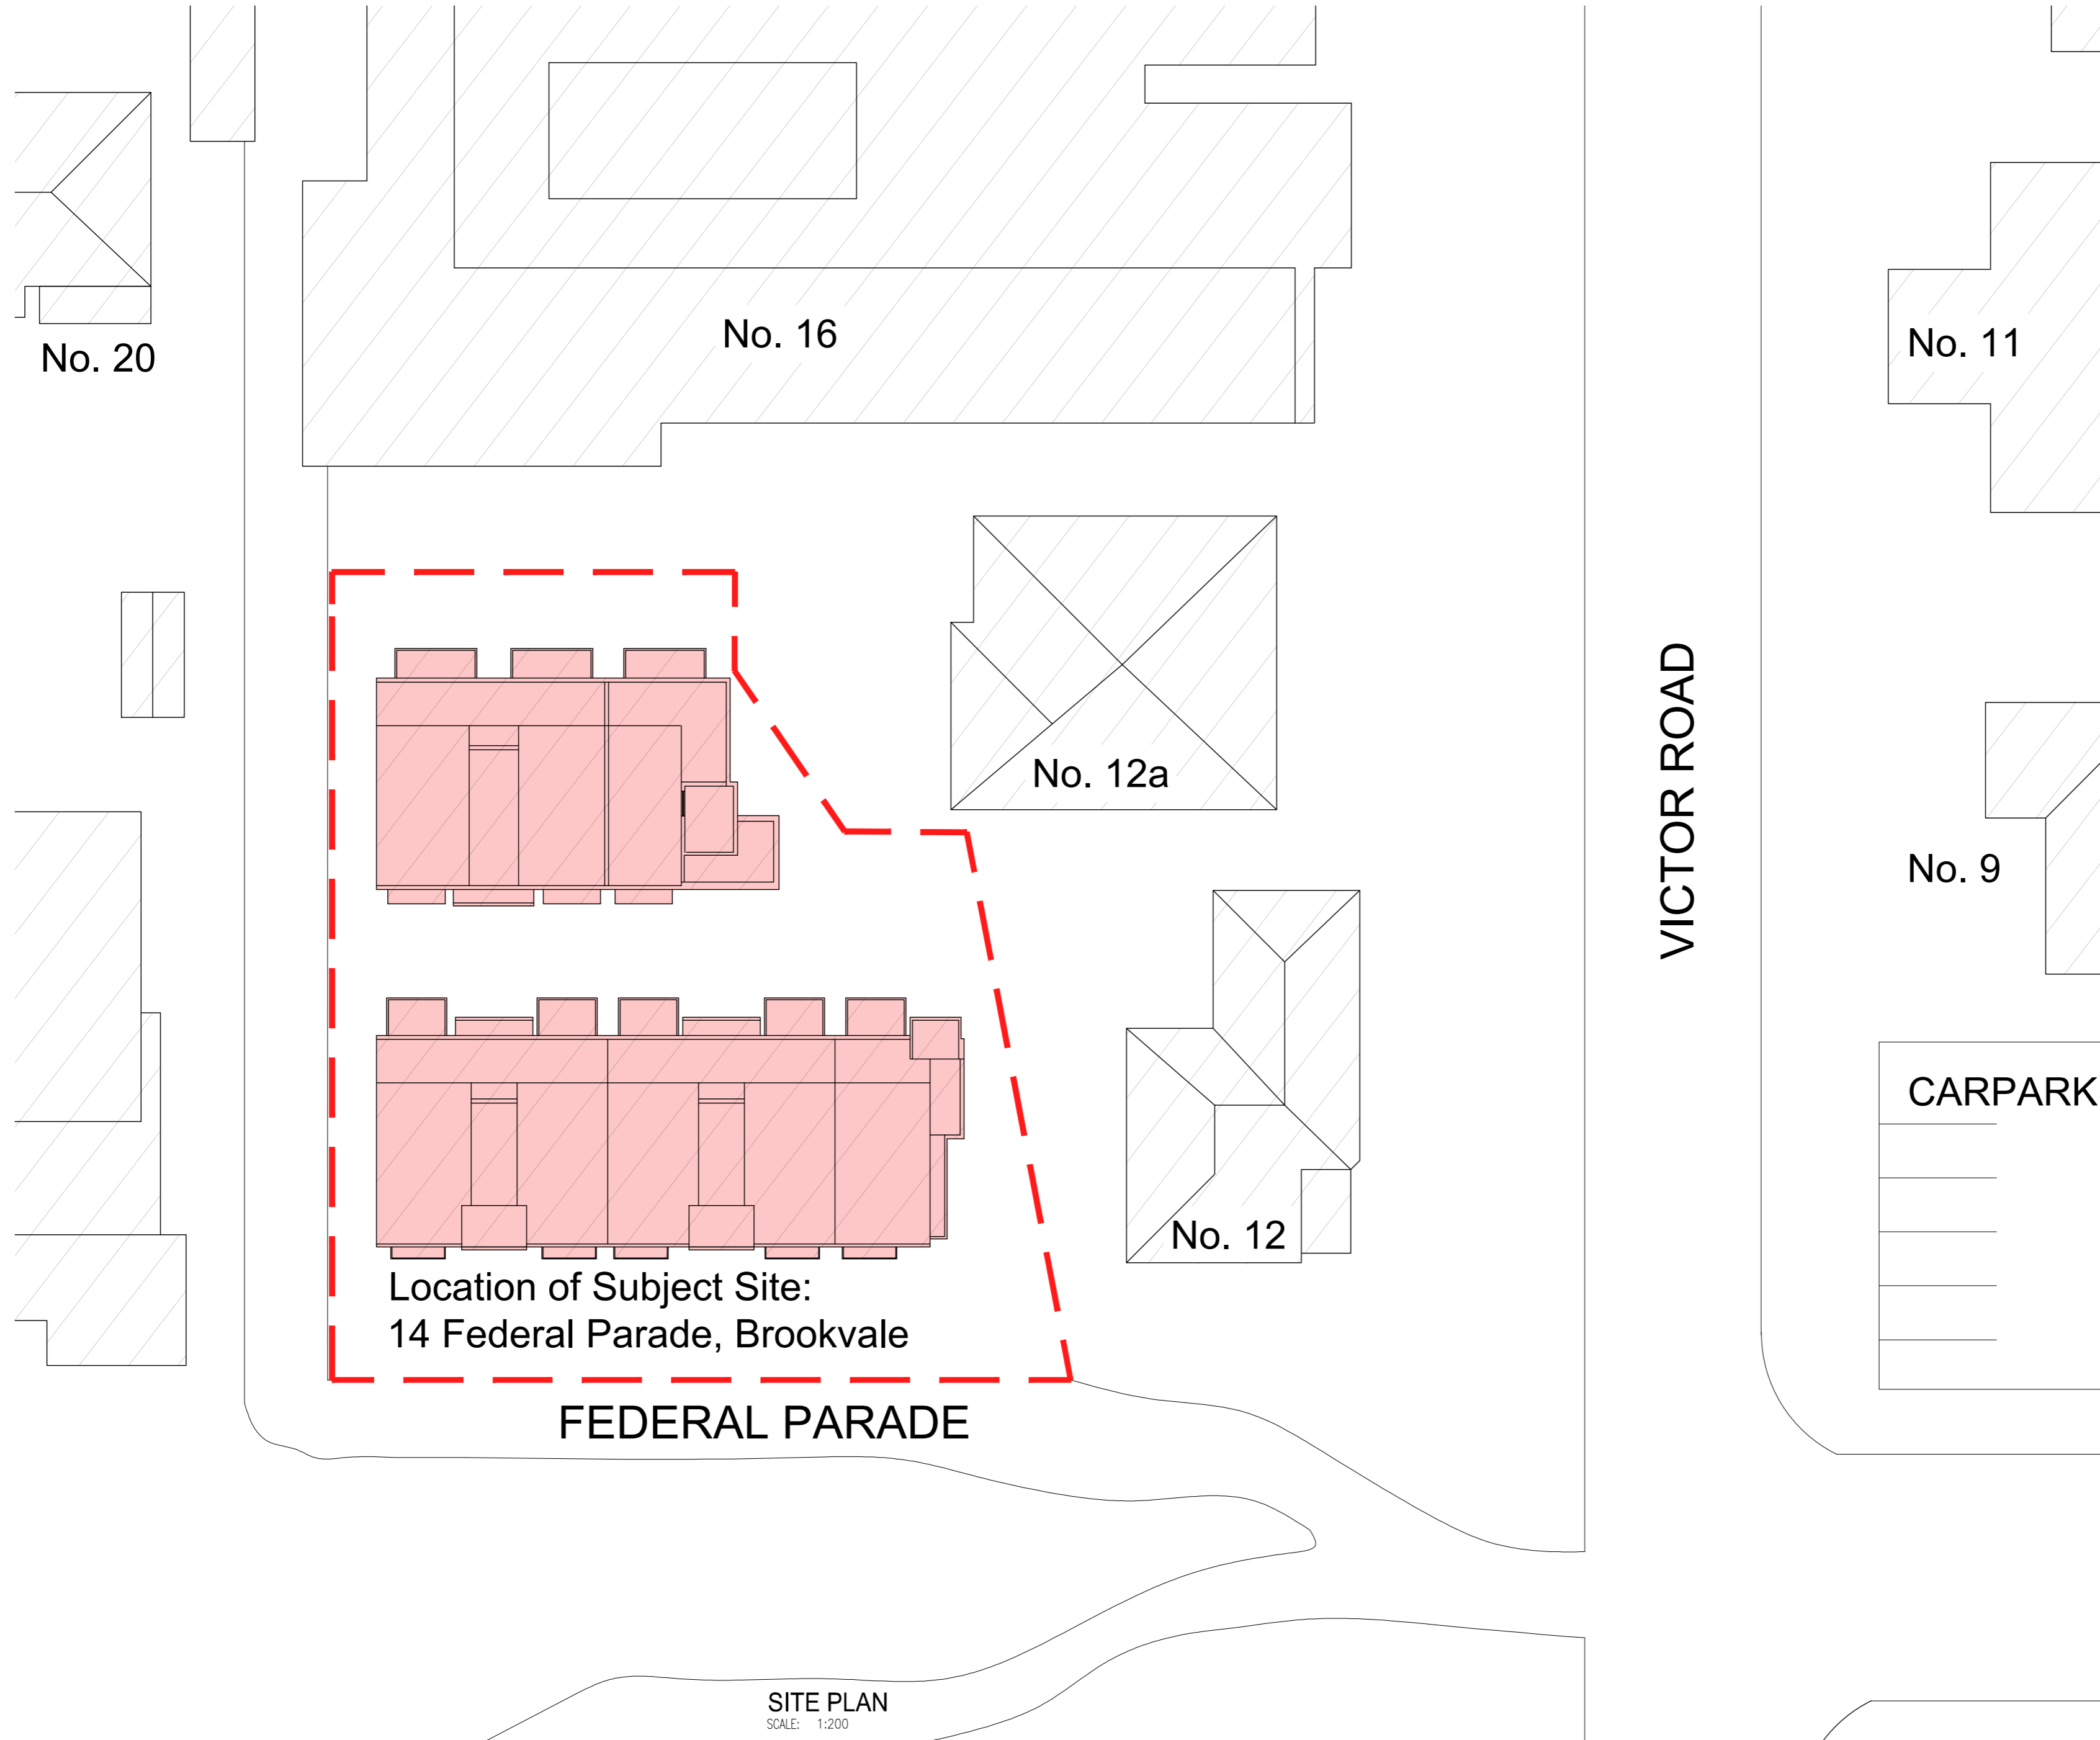 No. 16
No. 11
No. 20
No. 12a
VICTOR ROAD
No. 9
CARPARK
No. 12
Location of Subject Site:
14 Federal Parade, Brookvale
FEDERAL PARADE
SITE PLAN
SCALE: 1:200